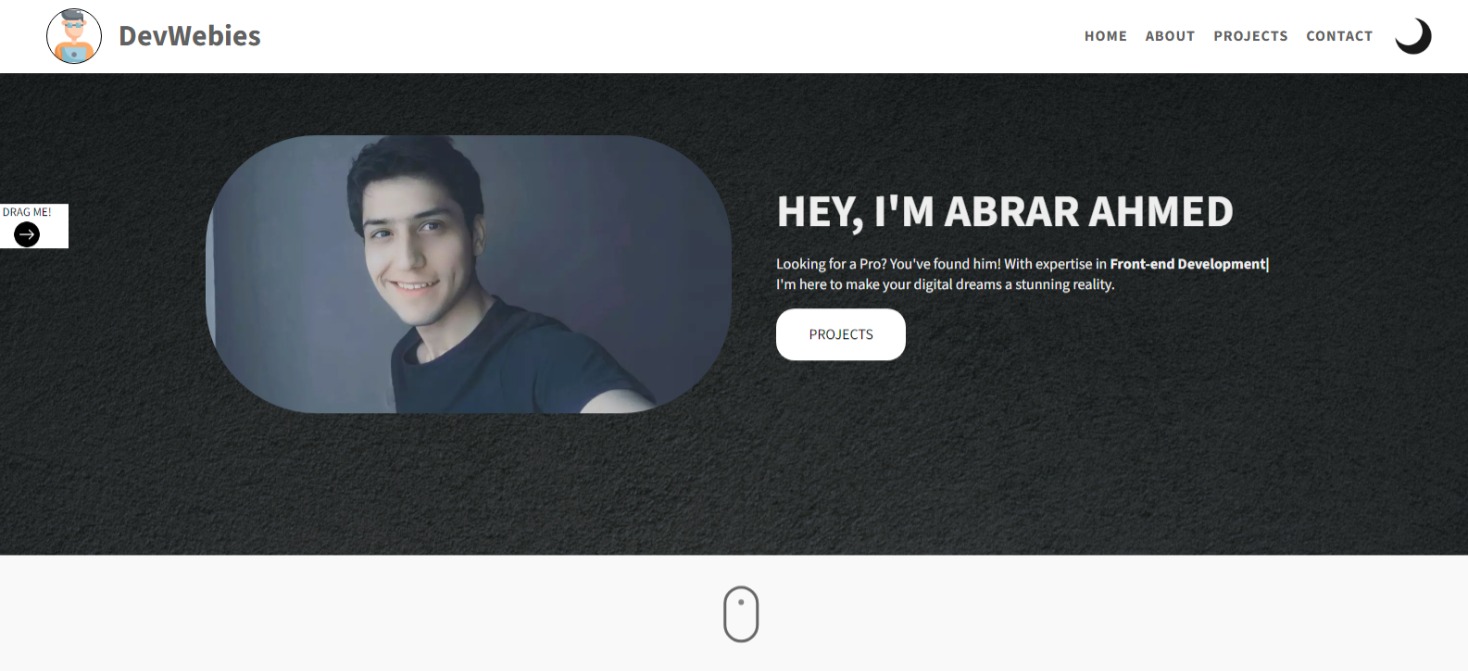 DevWebies
HOME ABOUT PROJECTS CONTACT
DRAG ME!
HEY, I'M ABRAR AHMED
Looking for a Pro? You've found him! With expertise in Front-end Development|
I'm here to make your digital dreams a stunning reality.
PROJECTS